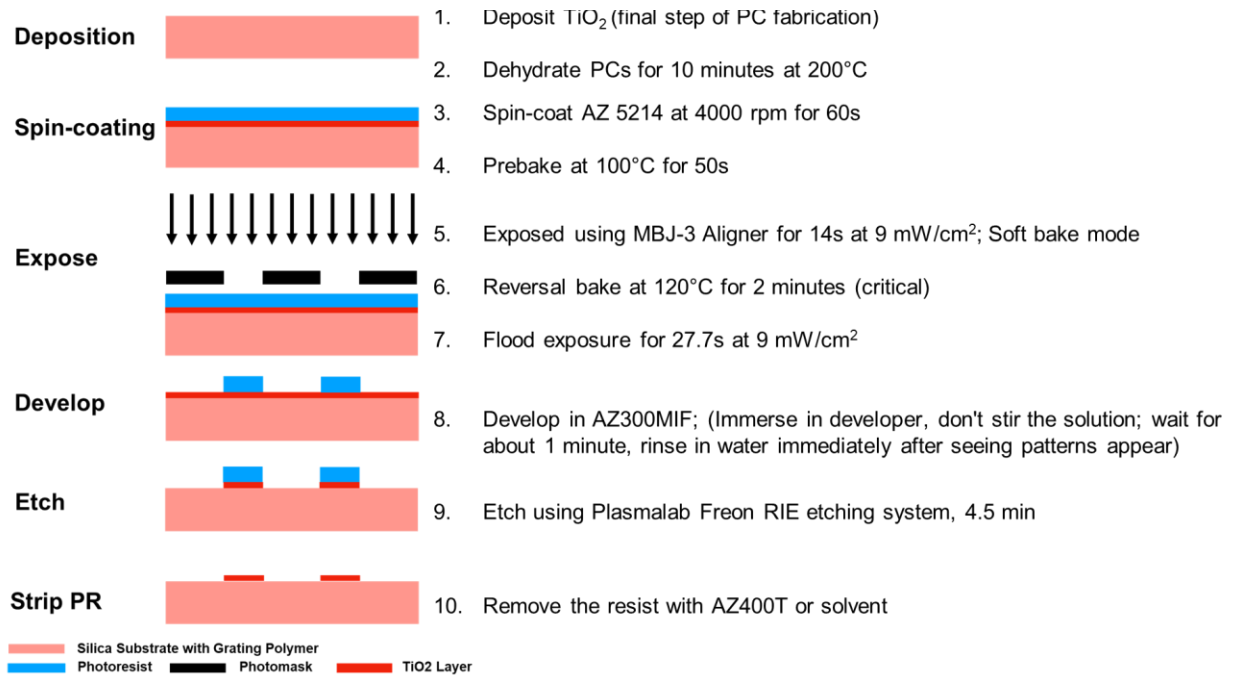 Deposition
1. Deposit TiO2 (final step of PC fabrication)
2. Dehydrate PCs for 10 minutes at 200°C
Spin-coating
3. Spin-coat AZ 5214 at 4000 rpm for 60s
4. Prebake at 100°C for 50s
Expose
5. Exposed using MBJ-3 Aligner for 14s at 9 mW/cm2; Soft bake mode
6. Reversal bake at 120°C for 2 minutes (critical)
7. Flood exposure for 27.7s at 9 mW/cm2
Develop
8. Develop in AZ300MIF; (Immerse in developer, don't stir the solution; wait for
about 1 minute, rinse in water immediately after seeing patterns appear)
Etch
9. Etch using Plasmalab Freon RIE etching system, 4.5 min
Strip PR
10. Remove the resist with AZ400T or solvent
Silica Substrate with Grating Polymer
Photoresist Photomask TiO2 Layer